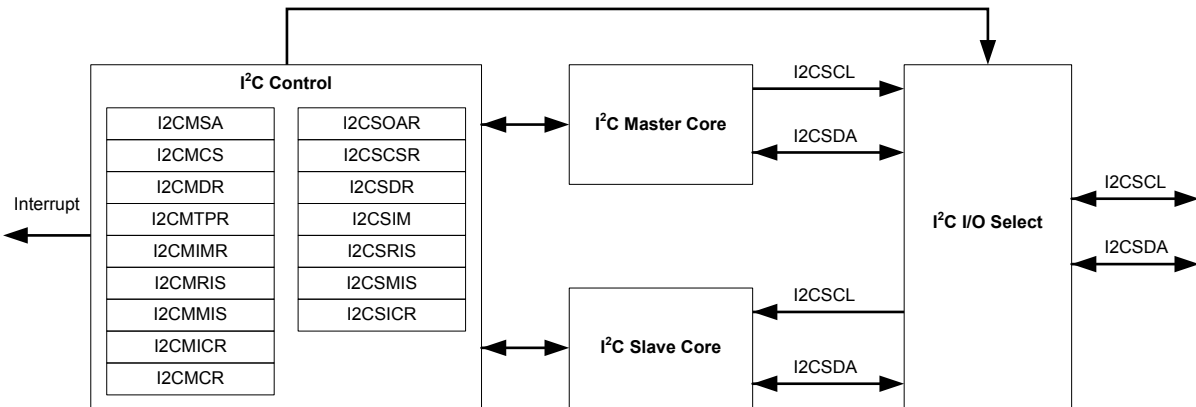 I²C Control
I2CMSA
I2CMCS
I2CMDR
I2CMTPR
I2CMIMR
I2CMRIS
I2CMMIS
I2CMICR
I2CMCR
I2CSOAR
I2CSCSR
I2CSDR
I2CSIM
I2CSRIS
I2CSMIS
I2CSICR
Interrupt
I²C Master Core
I2CSCL
I2CSDA
I²C Slave Core
I2CSCL
I2CSDA
I²C I/O Select
I2CSCL
I2CSDA